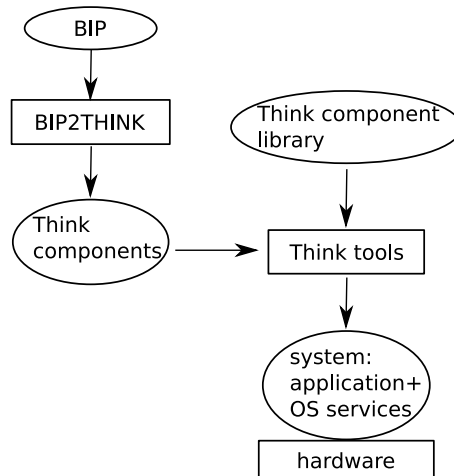 BIP
BIP2THINK
Think component
library
Think
components
Think tools
system:
application+
OS services
hardware